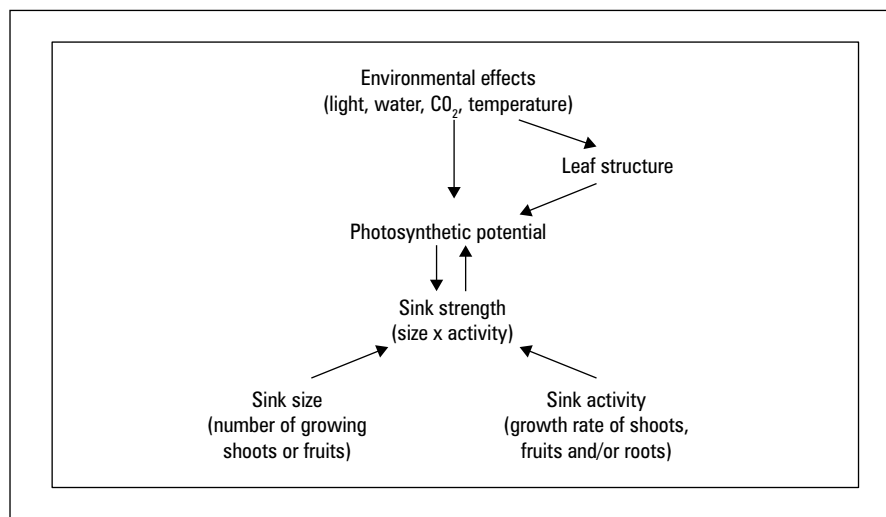 Environmental effects
(light, water, CO₂, temperature)
Leaf structure
Photosynthetic potential
Sink strength
(size x activity)
Sink size
(number of growing
shoots or fruits)
Sink activity
(growth rate of shoots,
fruits and/or roots)